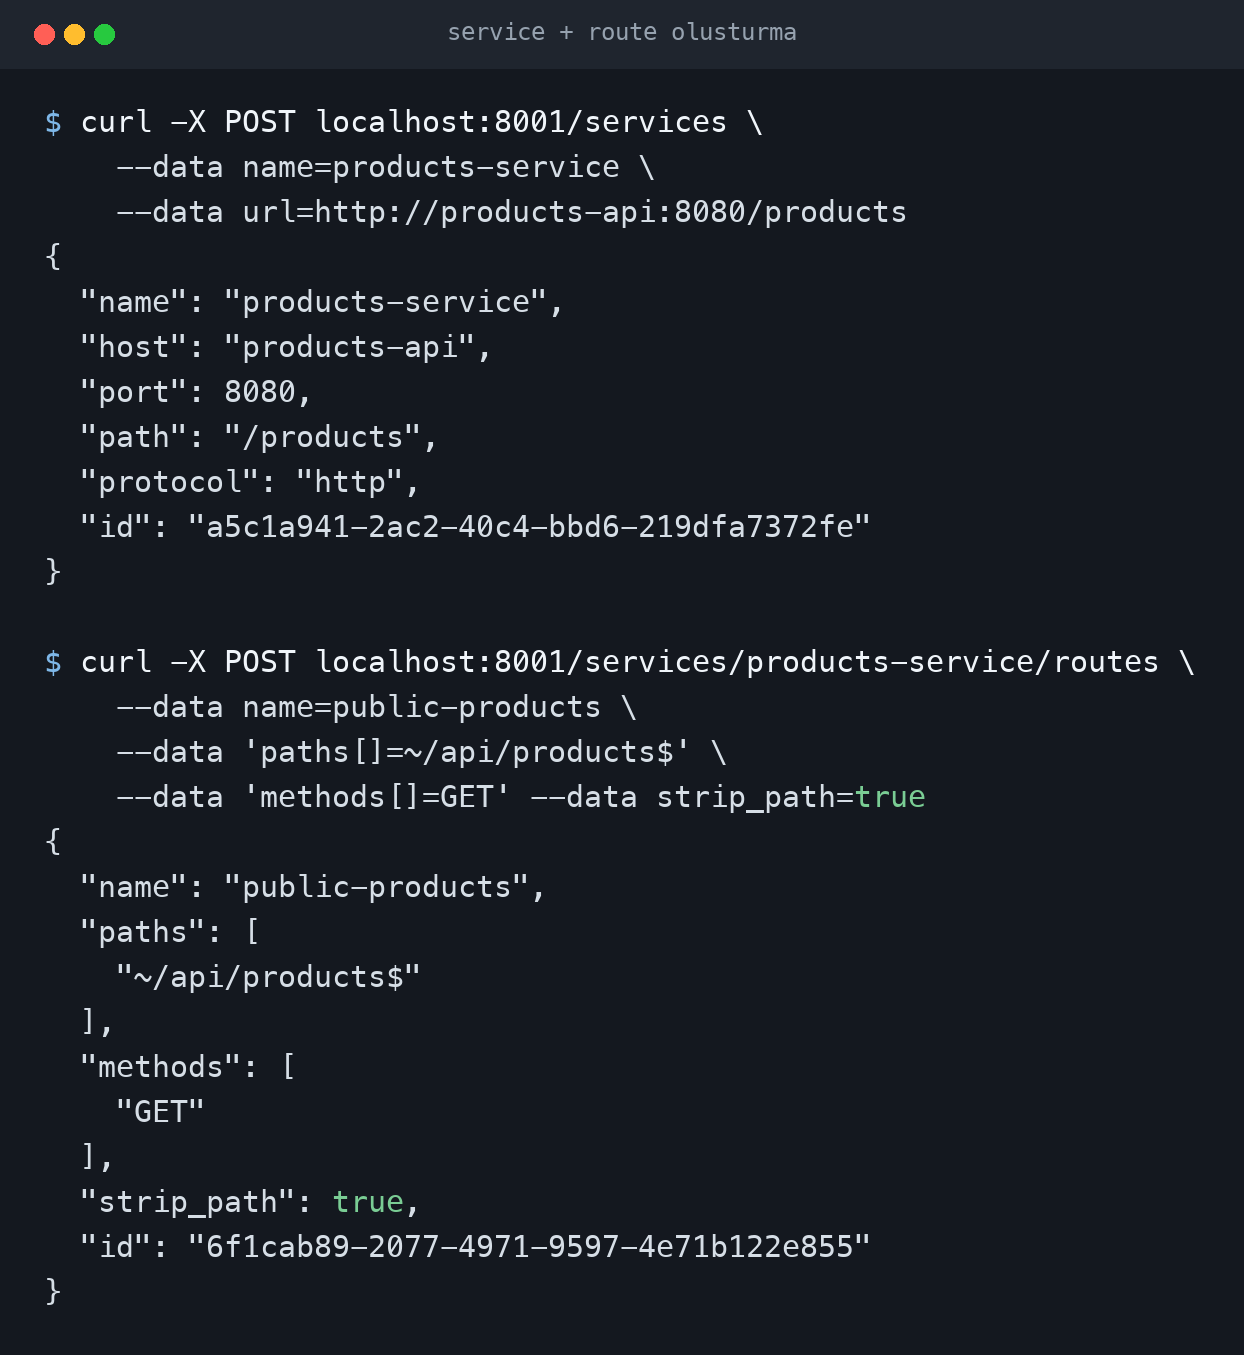 service + route olusturma
$ curl -X POST localhost:8001/services \
    --data name=products-service \
    --data url=http://products-api:8080/products
{
  "name": "products-service",
  "host": "products-api",
  "port": 8080,
  "path": "/products",
  "protocol": "http",
  "id": "a5c1a941-2ac2-40c4-bbd6-219dfa7372fe"
}
$ curl -X POST localhost:8001/services/products-service/routes \
    --data name=public-products \
    --data 'paths[]=~/api/products$' \
    --data 'methods[]=GET' --data strip_path=true
{
  "name": "public-products",
  "paths": [
    "~/api/products$"
  ],
  "methods": [
    "GET"
  ],
  "strip_path": true,
  "id": "6f1cab89-2077-4971-9597-4e71b122e855"
}